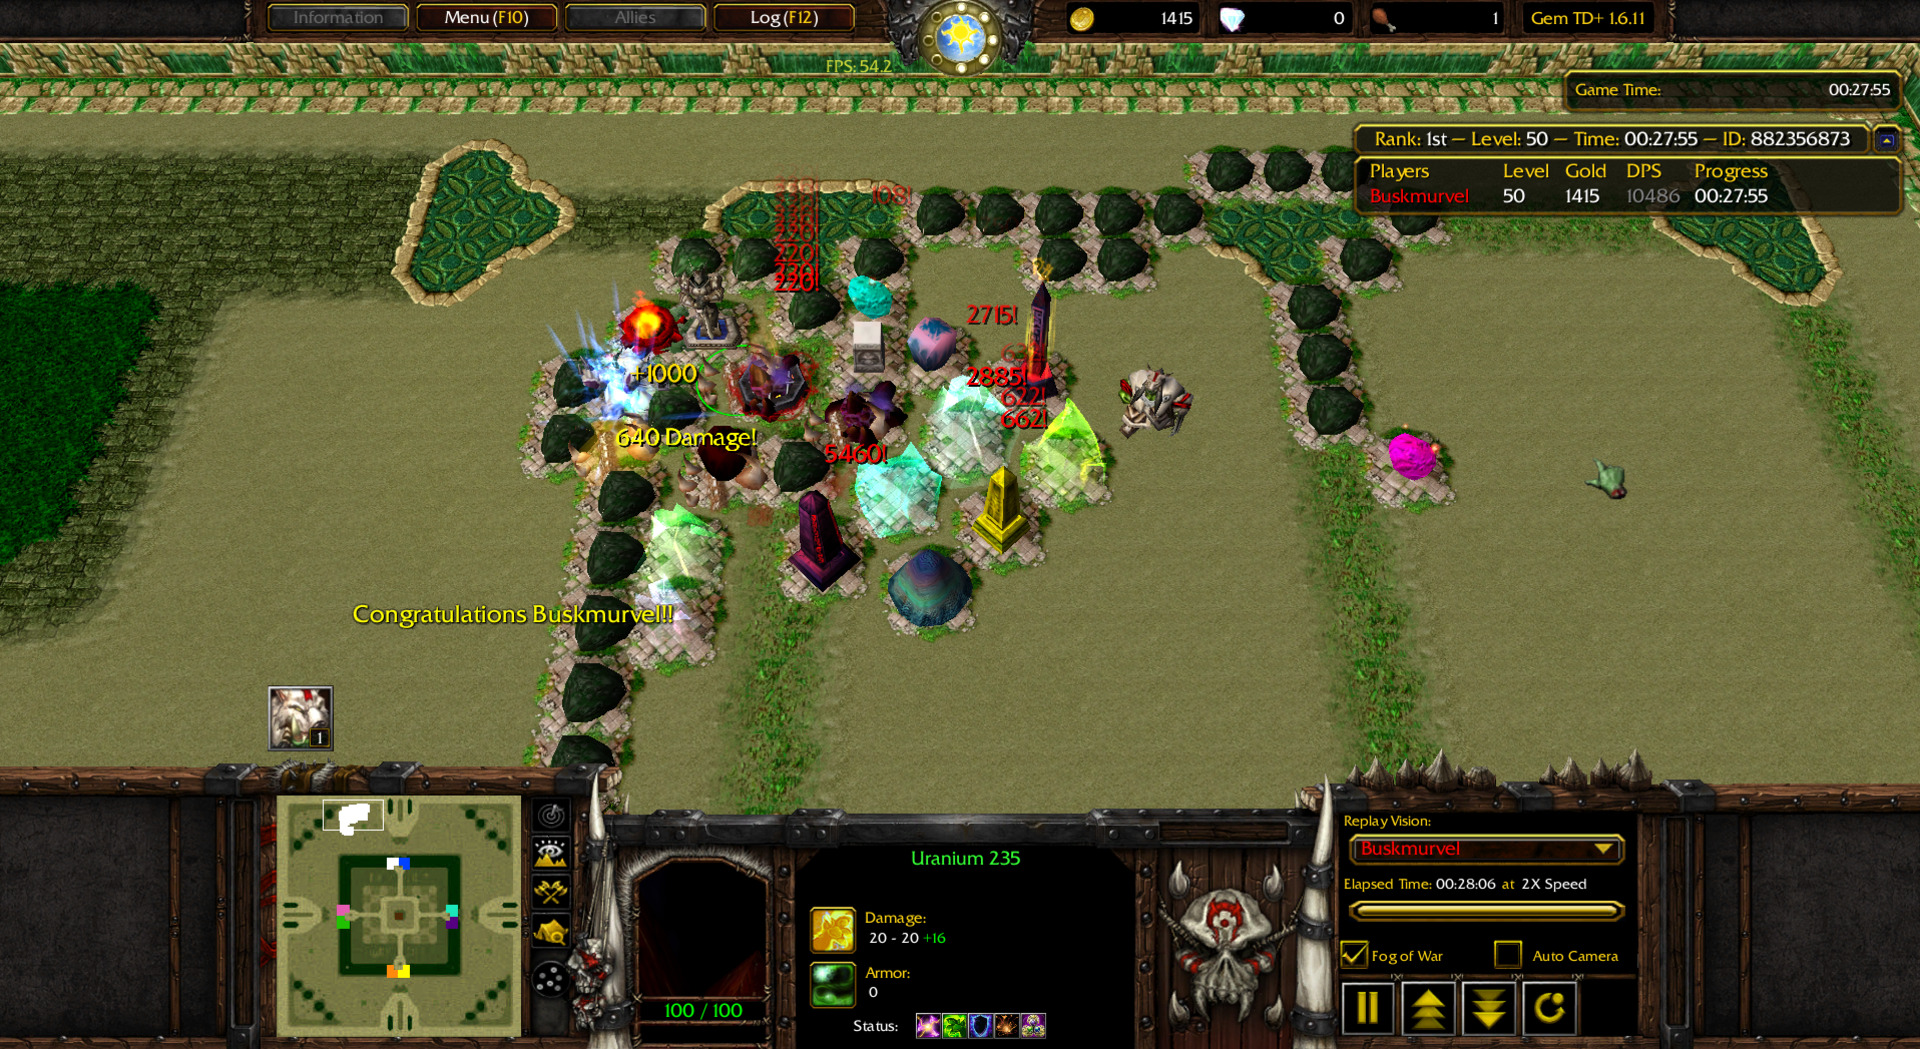 Information
Menu (F10)
Allies
Log (F12)
1415
0
1
Gem TD+ 1.6.11
FPS: 54.2
Game Time: 00:27:55
Rank: 1st – Level: 50 – Time: 00:27:55 – ID: 882356873
Players Level Gold DPS Progress
Buskmurvel 50 1415 10486 00:27:55
108!
220!
220!
220!
2715!
+1000
2885!
622!
662!
640 Damage!
5460!
Congratulations Buskmurvel!!!
1
Uranium 235
Damage:
20 - 20 +16
Armor:
0
Status:
100 / 100
Replay Vision:
Buskmurvel
Elapsed Time: 00:28:06 at 2X Speed
Fog of War
Auto Camera